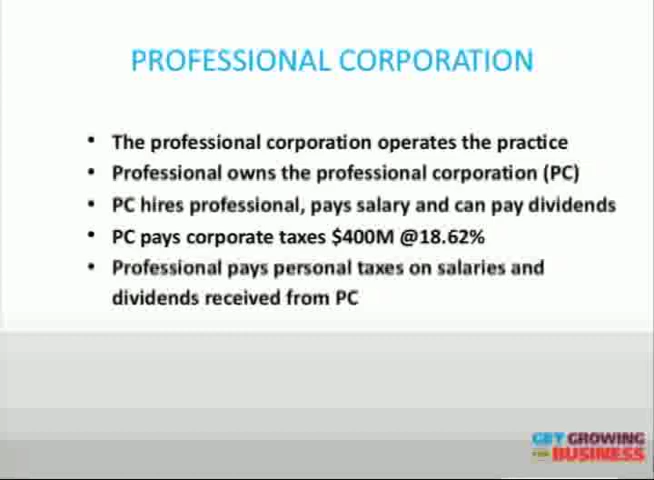 PROFESSIONAL CORPORATION
• The professional corporation operates the practice
• Professional owns the professional corporation (PC)
• PC hires professional, pays salary and can pay dividends
• PC pays corporate taxes $400M @18.62%
• Professional pays personal taxes on salaries and
dividends received from PC
GET GROWING
FOR BUSINESS